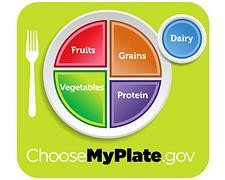 Fruits
Grains
Dairy
Vegetables
Protein
ChooseMyPlate.gov